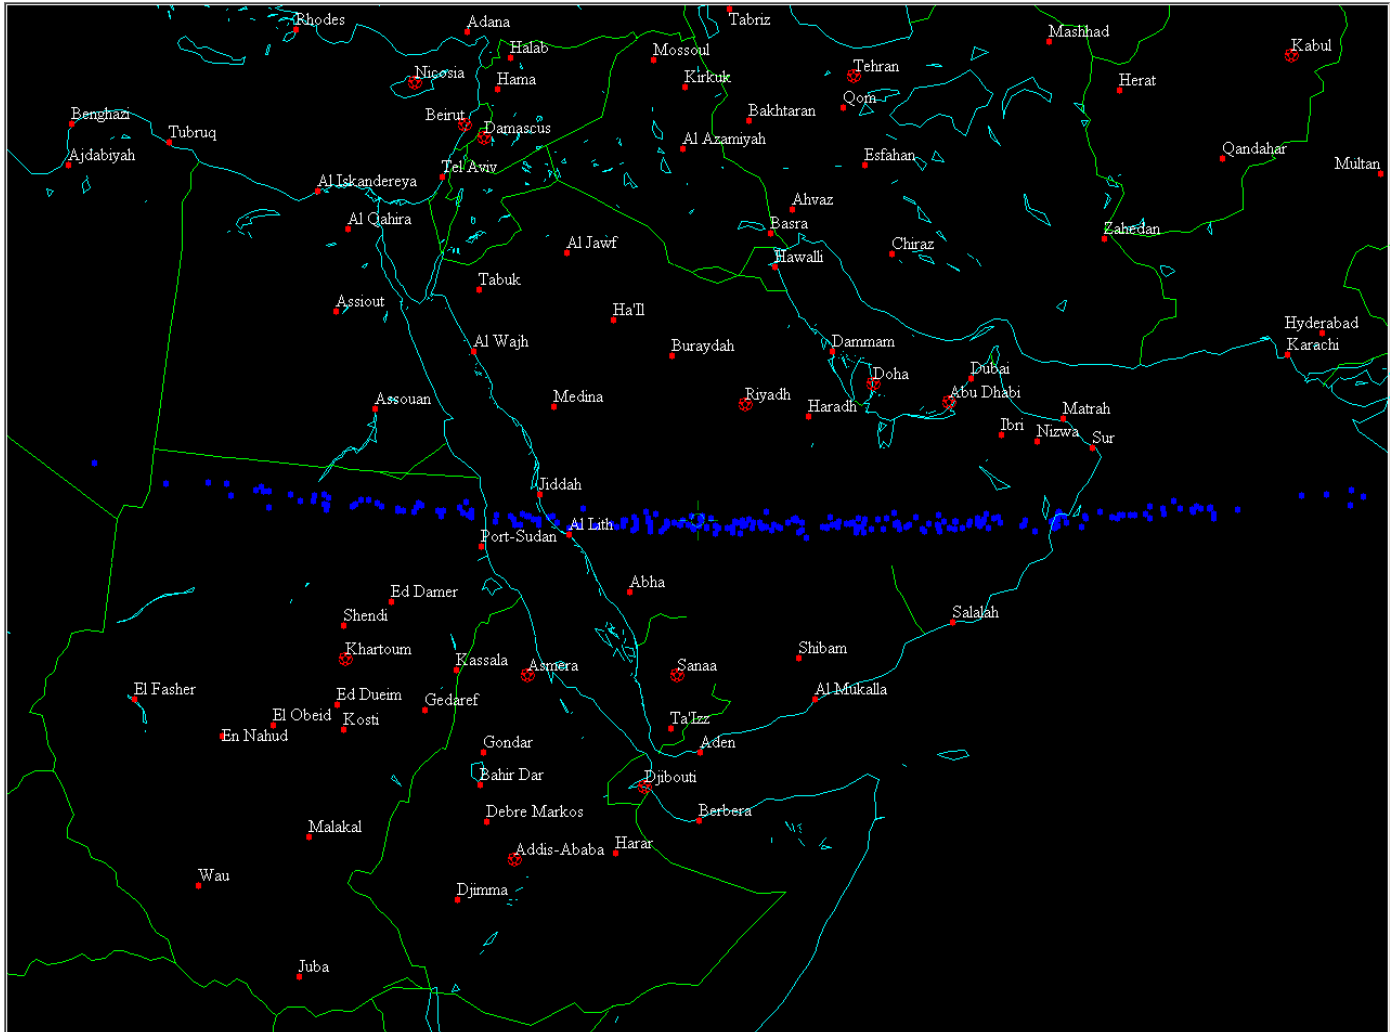 Rhodes
Adana
Tabriz
Mashhad
Kabul
Halab
Mossoul
Tehran
Nicosia
Hama
Kirkuk
Herat
Qom
Benghazi
Beirut
Bakhtaran
Tubruq
Damascus
Al Azamiyah
Ajdabiyah
Esfahan
Qandahar
Multan
Tel Aviv
Al Iskandereya
Ahvaz
Al Qahira
Basra
Zahedan
Al Jawf
Chiraz
Hawalli
Tabuk
Assiout
Ha'Il
Hyderabad
Al Wajh
Buraydah
Dammam
Karachi
Doha
Dubai
Assouan
Medina
Riyadh
Abu Dhabi
Haradh
Matrah
Ibri
Nizwa
Sur
Jiddah
Al Lith
Port-Sudan
Abha
Ed Damer
Shendi
Salalah
Khartoum
Shibam
Kassala
Asmera
Sanaa
El Fasher
Ed Dueim
Gedaref
Al Mukalla
El Obeid
Kosti
En Nahud
Ta'Izz
Gondar
Aden
Bahir Dar
Djibouti
Debre Markos
Berbera
Malakal
Addis-Ababa
Harar
Wau
Djimma
Juba